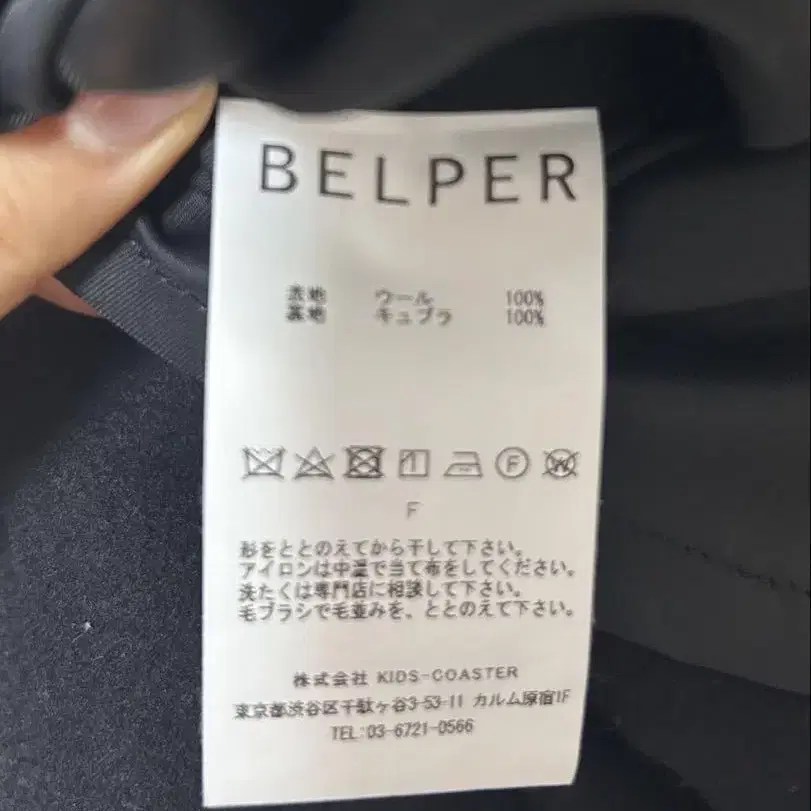 BELPER
表地 ウール 100%
裏地 キュプラ 100%
F W
F
形をととのえてから干して下さい。
アイロンは中温で当て布をしてください。
洗たくは専門店に相談して下さい。
毛ブラシで毛並みを、ととのえて下さい。
株式会社 KIDS-COASTER
東京都渋谷区千駄ヶ谷3-53-11 カルム原宿1F
TEL:03-6721-0566